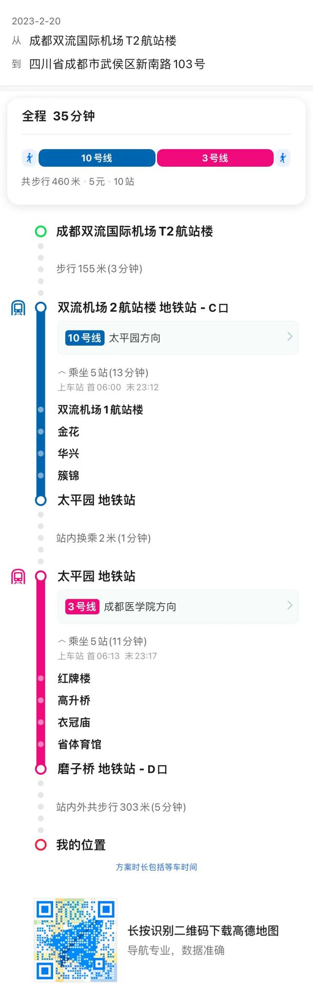 2023-2-20
从 成都双流国际机场T2航站楼
到 四川省成都市武侯区新南路103号
全程 35分钟
10号线 3号线
共步行460米·5元·10站
成都双流国际机场T2航站楼
步行155米(3分钟)
双流机场2航站楼 地铁站 - C口
10号线 太平园方向
乘坐5站(13分钟)
上车站 首06:00 末23:12
双流机场1航站楼
金花
华兴
簇锦
太平园 地铁站
站内换乘2米(1分钟)
太平园 地铁站
3号线 成都医学院方向
乘坐5站(11分钟)
上车站 首06:13 末23:17
红牌楼
高升桥
衣冠庙
省体育馆
磨子桥 地铁站 - D口
站内外共步行303米(5分钟)
我的位置
方案时长包括等车时间
长按识别二维码下载高德地图
导航专业，数据准确